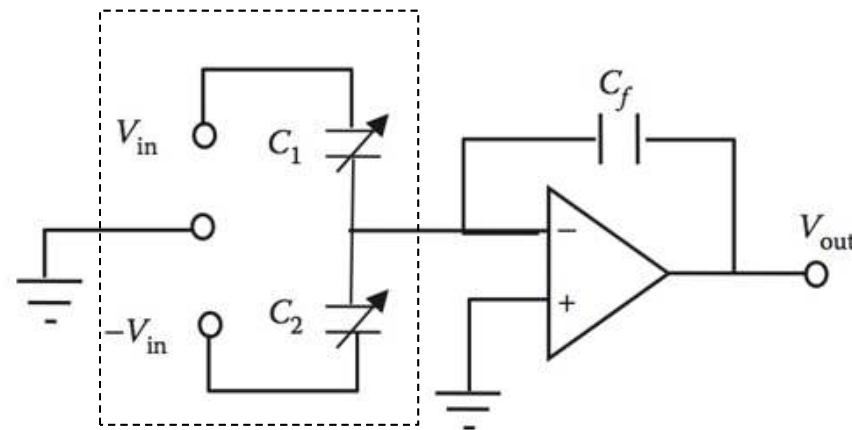 V_in
C_1
-V_in
C_2
C_f
−
+
V_out